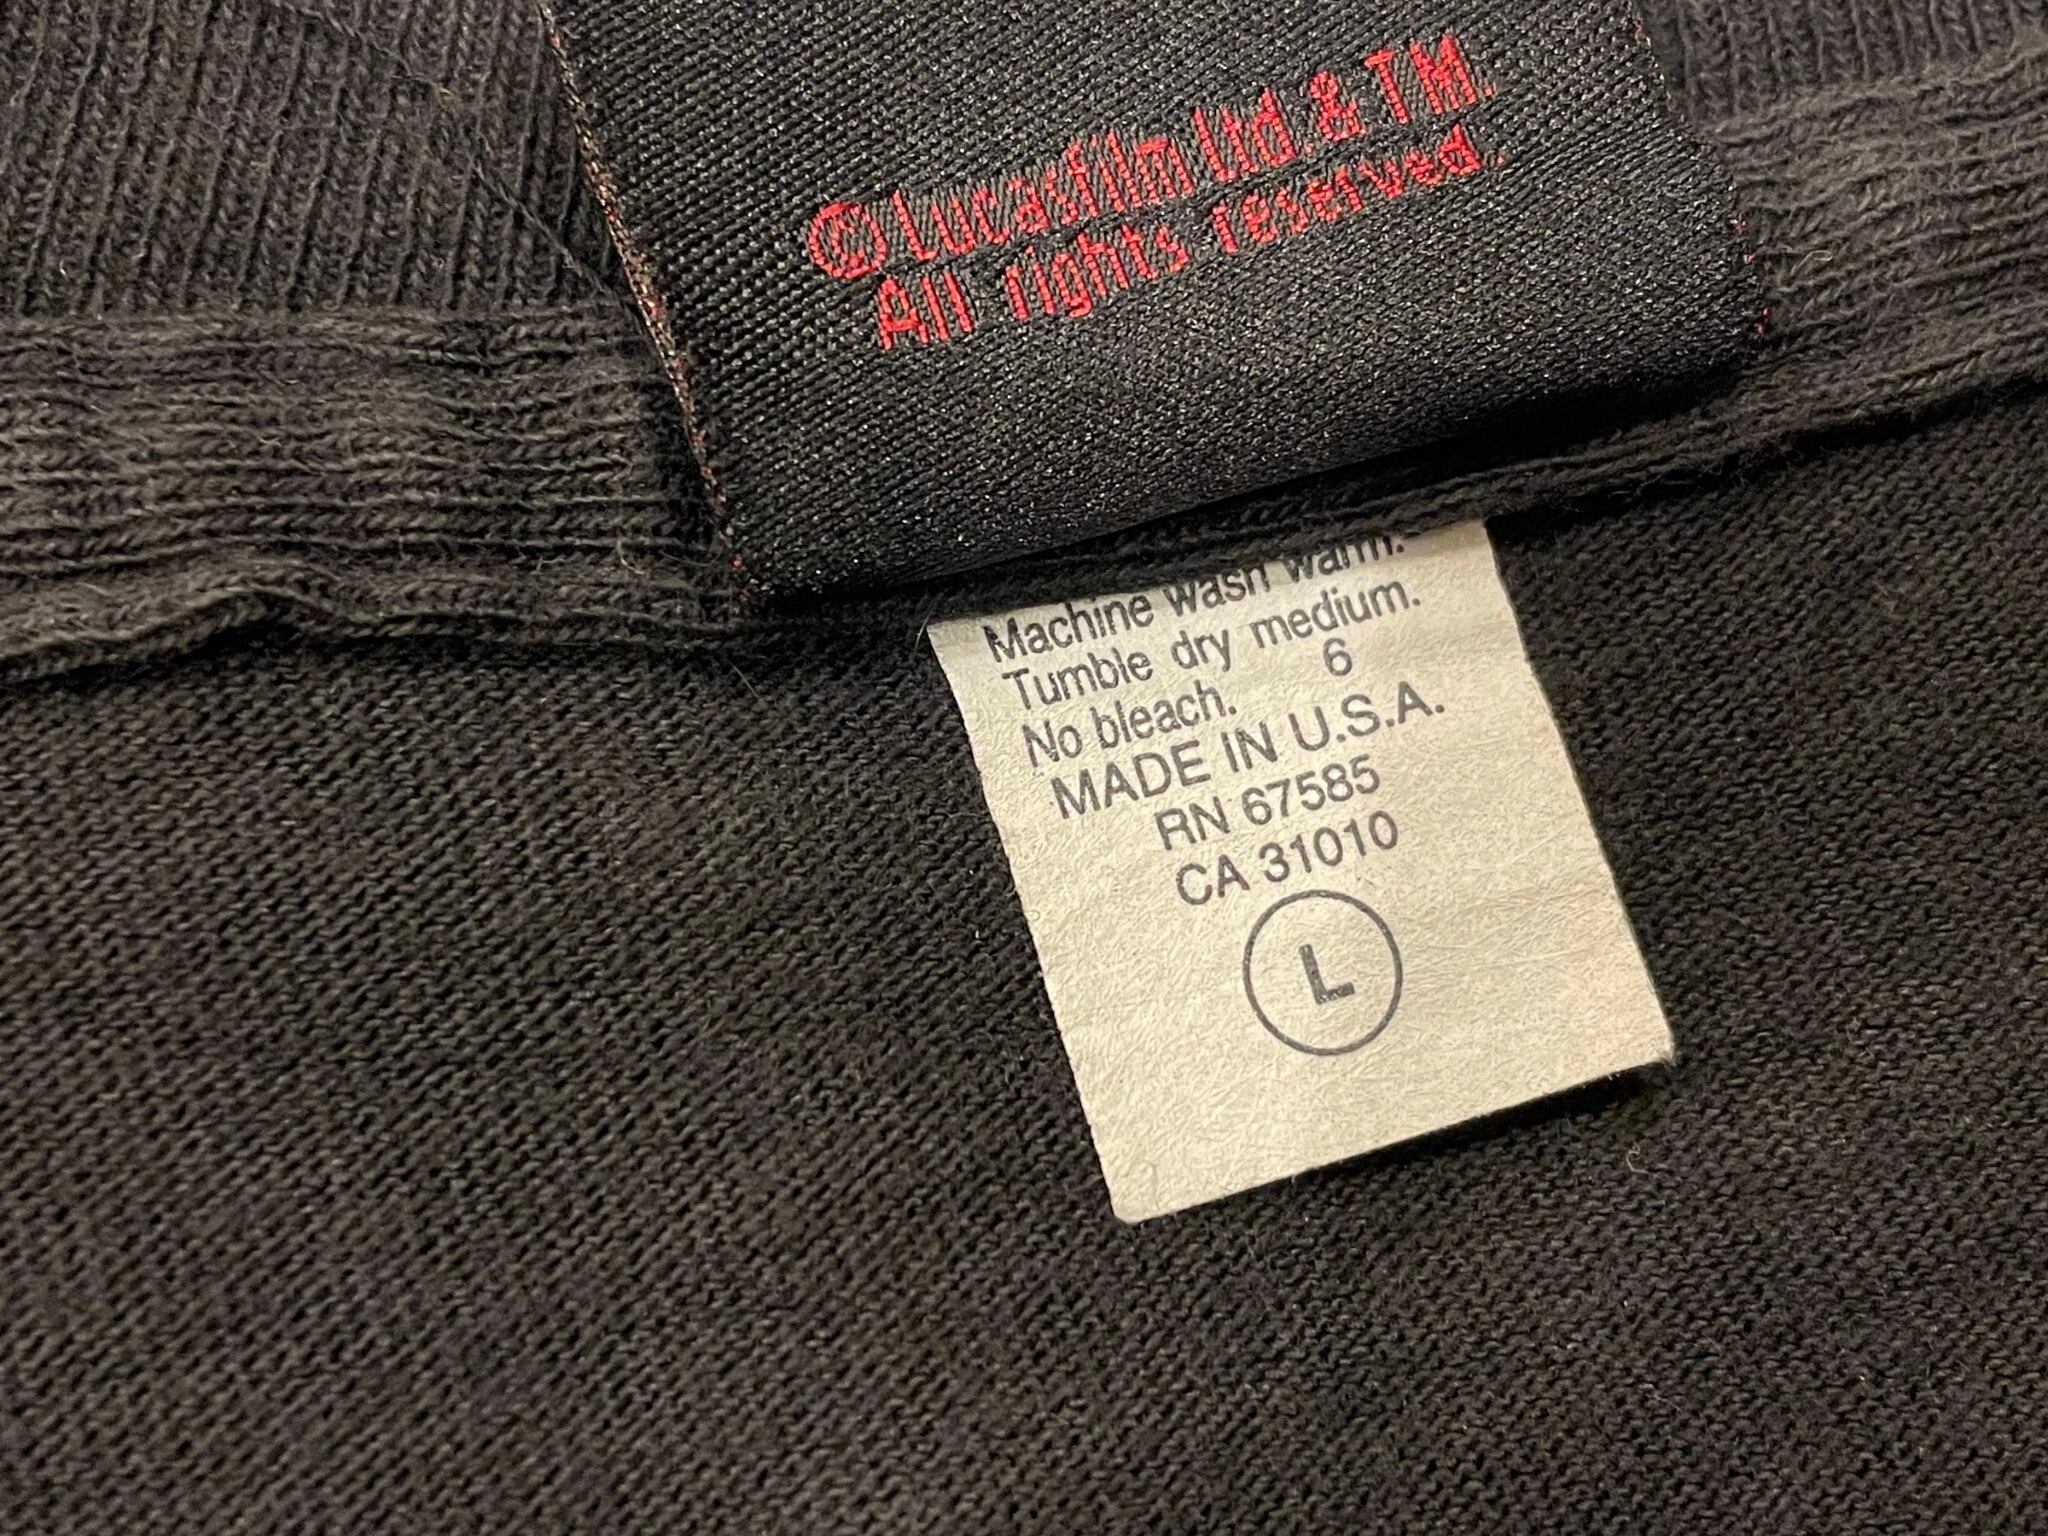 © Lucasfilm Ltd. & TM.
All rights reserved.
Machine wash warm.
Tumble dry medium.
No bleach. 6
MADE IN U.S.A.
RN 67585
CA 31010
L